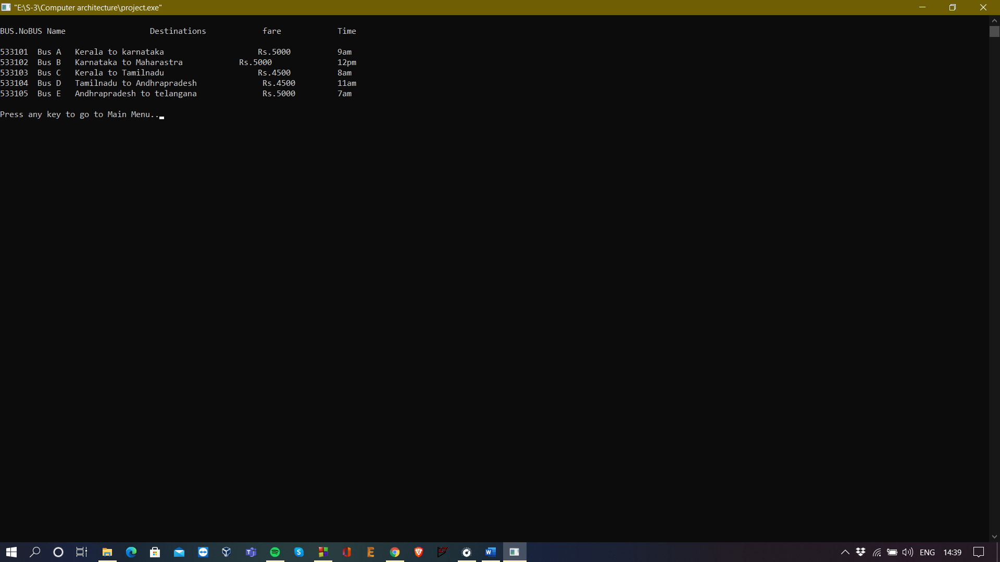 "E:\S-3\Computer architecture\project.exe"
BUS.NoBUS Name Destinations fare Time
533101 Bus A Kerala to karnataka Rs.5000 9am
533102 Bus B Karnataka to Maharastra Rs.5000 12pm
533103 Bus C Kerala to Tamilnadu Rs.4500 8am
533104 Bus D Tamilnadu to Andhrapradesh Rs.4500 11am
533105 Bus E Andhrapradesh to telangana Rs.5000 7am
Press any key to go to Main Menu..
ENG 14:39